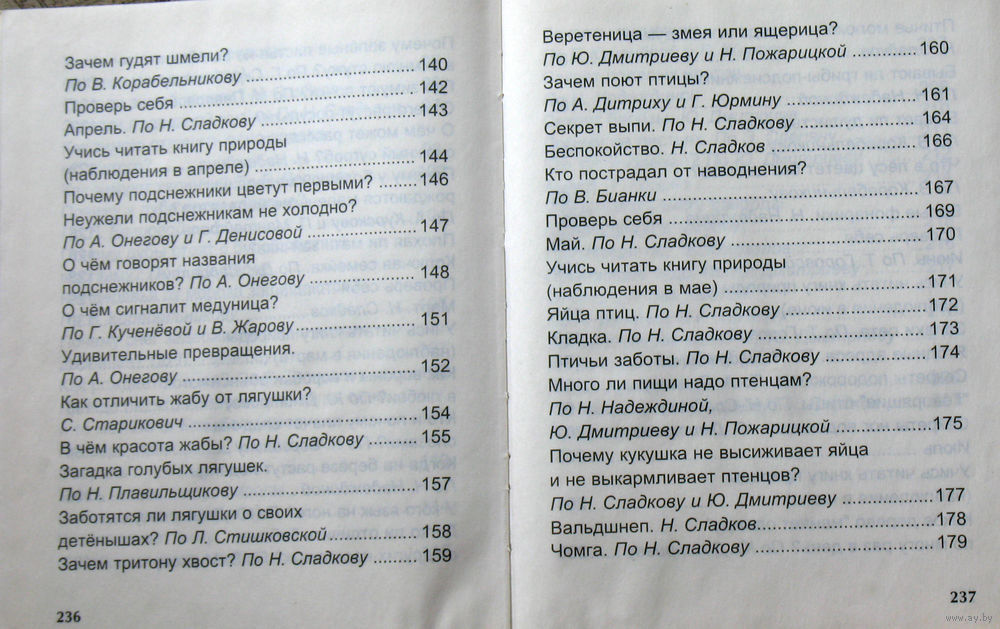 Зачем гудят шмели?
По В. Корабельникову ........ 140
Проверь себя ........ 142
Апрель. По Н. Сладкову ........ 143
Учись читать книгу природы
(наблюдения в апреле) ........ 144
Почему подснежники цветут первыми? ........ 146
Неужели подснежникам не холодно?
По А. Онегову и Г. Денисовой ........ 147
О чём говорят названия
подснежников? По А. Онегову ........ 148
О чём сигналит медуница?
По Г. Кученёвой и В. Жарову ........ 151
Удивительные превращения.
По А. Онегову ........ 152
Как отличить жабу от лягушки?
С. Старикович ........ 154
В чём красота жабы? По Н. Сладкову ........ 155
Загадка голубых лягушек.
По Н. Плавильщикову ........ 157
Заботятся ли лягушки о своих
детёнышах? По Л. Стишковской ........ 158
Зачем тритону хвост? По Н. Сладкову ........ 159
236
Веретеница — змея или ящерица?
По Ю. Дмитриеву и Н. Пожарицкой ........ 160
Зачем поют птицы?
По А. Дитриху и Г. Юрмину ........ 161
Секрет выпи. По Н. Сладкову ........ 164
Беспокойство. Н. Сладков ........ 166
Кто пострадал от наводнения?
По В. Бианки ........ 167
Проверь себя ........ 169
Май. По Н. Сладкову ........ 170
Учись читать книгу природы
(наблюдения в мае) ........ 171
Яйца птиц. По Н. Сладкову ........ 172
Кладка. По Н. Сладкову ........ 173
Птичьи заботы. По Н. Сладкову ........ 174
Много ли пищи надо птенцам?
По Н. Надеждиной,
Ю. Дмитриеву и Н. Пожарицкой ........ 175
Почему кукушка не высиживает яйца
и не выкармливает птенцов?
По Н. Сладкову и Ю. Дмитриеву ........ 177
Вальдшнеп. Н. Сладков ........ 178
Чомга. По Н. Сладкову ........ 179
237
www.ay.by